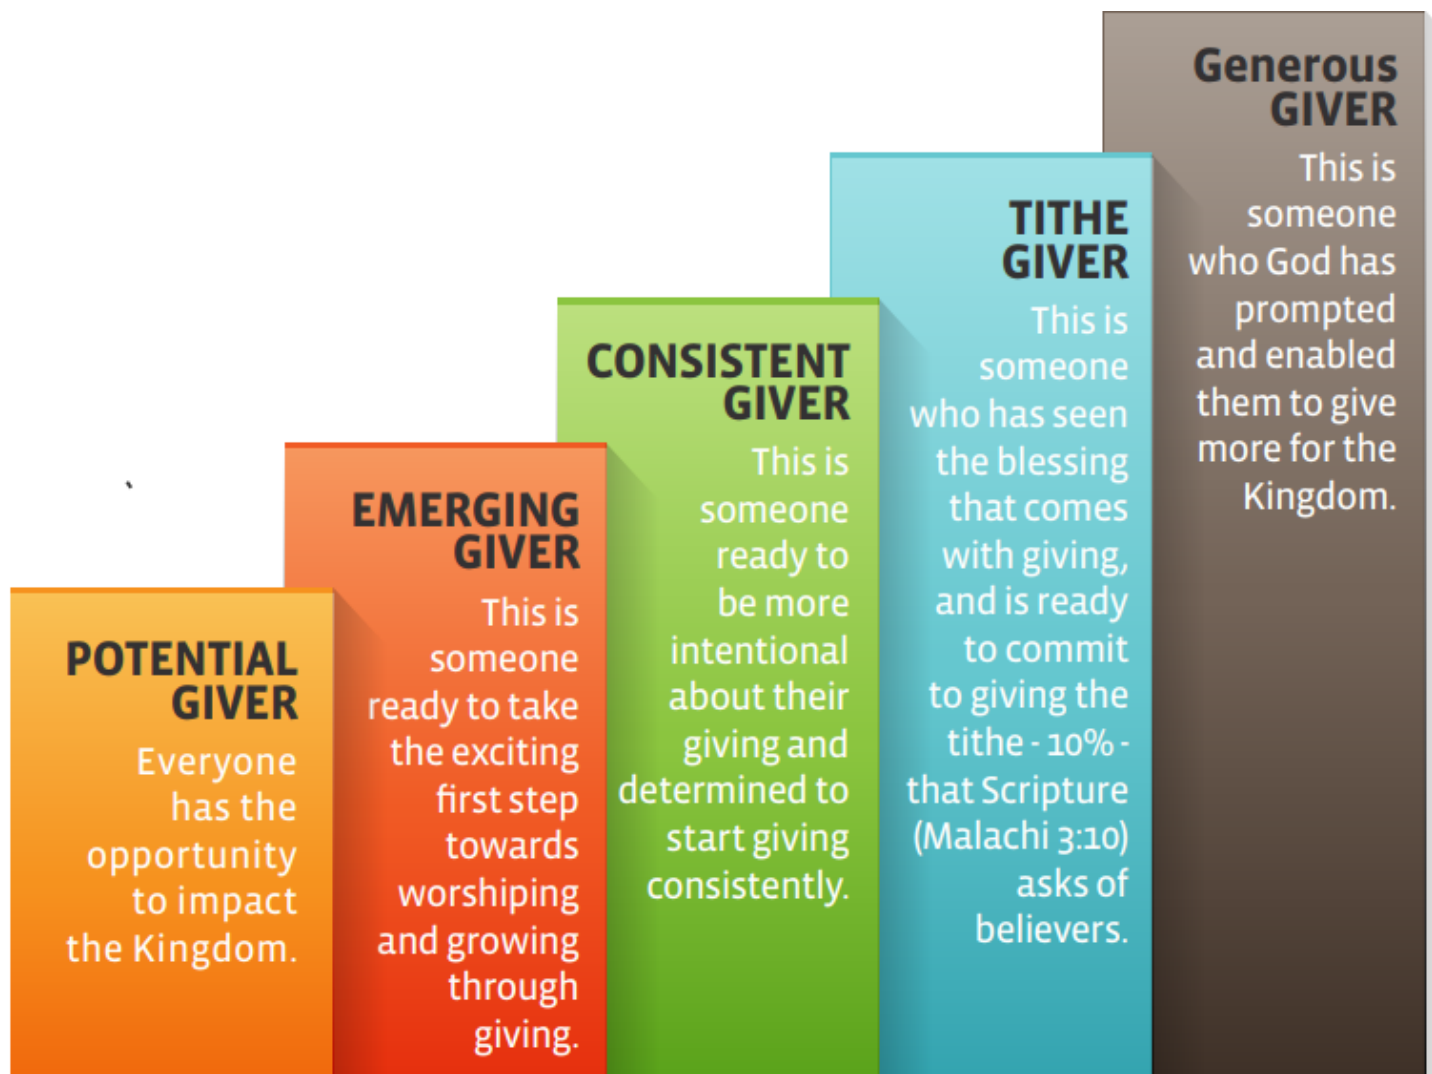 POTENTIAL
GIVER
Everyone
has the
opportunity
to impact
the Kingdom.
EMERGING
GIVER
This is
someone
ready to take
the exciting
first step
towards
worshiping
and growing
through
giving.
CONSISTENT
GIVER
This is
someone
ready to
be more
intentional
about their
giving and
determined to
start giving
consistently.
TITHE
GIVER
This is
someone
who has seen
the blessing
that comes
with giving,
and is ready
to commit
to giving the
tithe - 10% -
that Scripture
(Malachi 3:10)
asks of
believers.
Generous
GIVER
This is
someone
who God has
prompted
and enabled
them to give
more for the
Kingdom.